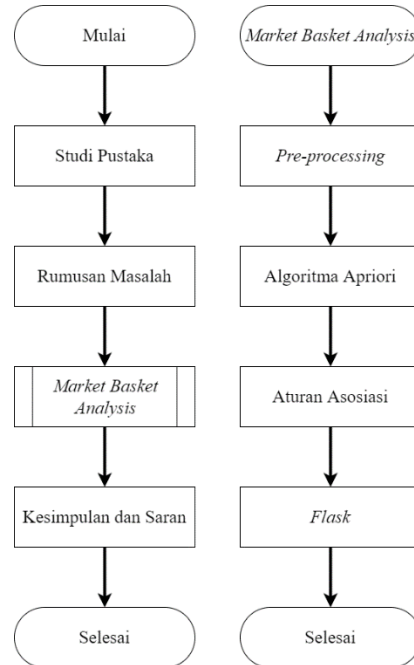 Mulai
Studi Pustaka
Rumusan Masalah
Market Basket
Analysis
Kesimpulan dan Saran
Selesai
Market Basket Analysis
Pre-processing
Algoritma Apriori
Aturan Asosiasi
Flask
Selesai